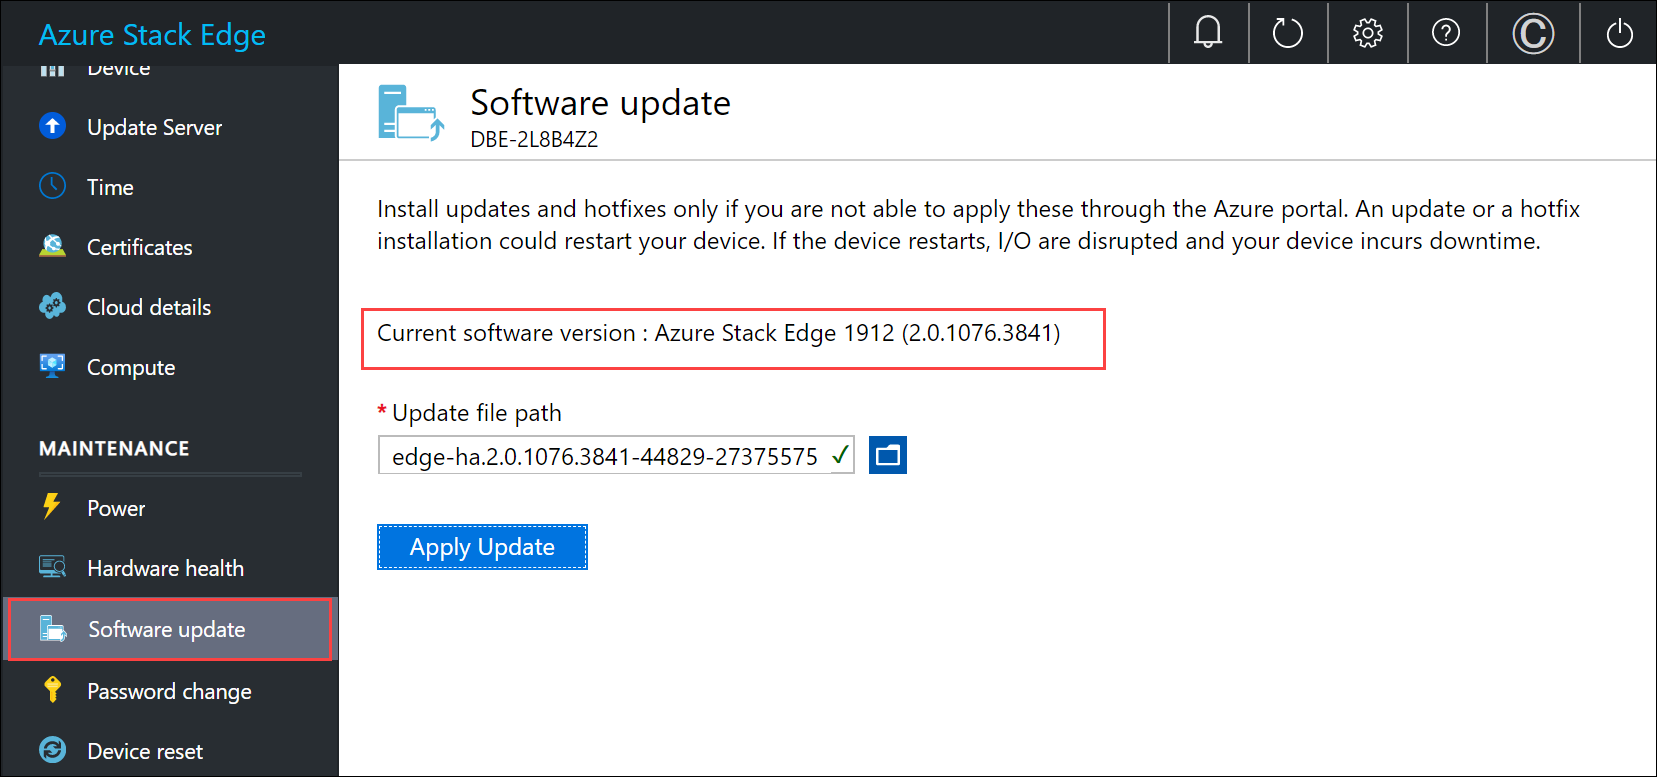 Azure Stack Edge
Device
Update Server
Time
Certificates
Cloud details
Compute
MAINTENANCE
Power
Hardware health
Software update
Password change
Device reset
Software update
DBE-2L8B4Z2
Install updates and hotfixes only if you are not able to apply these through the Azure portal. An update or a hotfix
installation could restart your device. If the device restarts, I/O are disrupted and your device incurs downtime.
Current software version : Azure Stack Edge 1912 (2.0.1076.3841)
* Update file path
edge-ha.2.0.1076.3841-44829-27375575
Apply Update